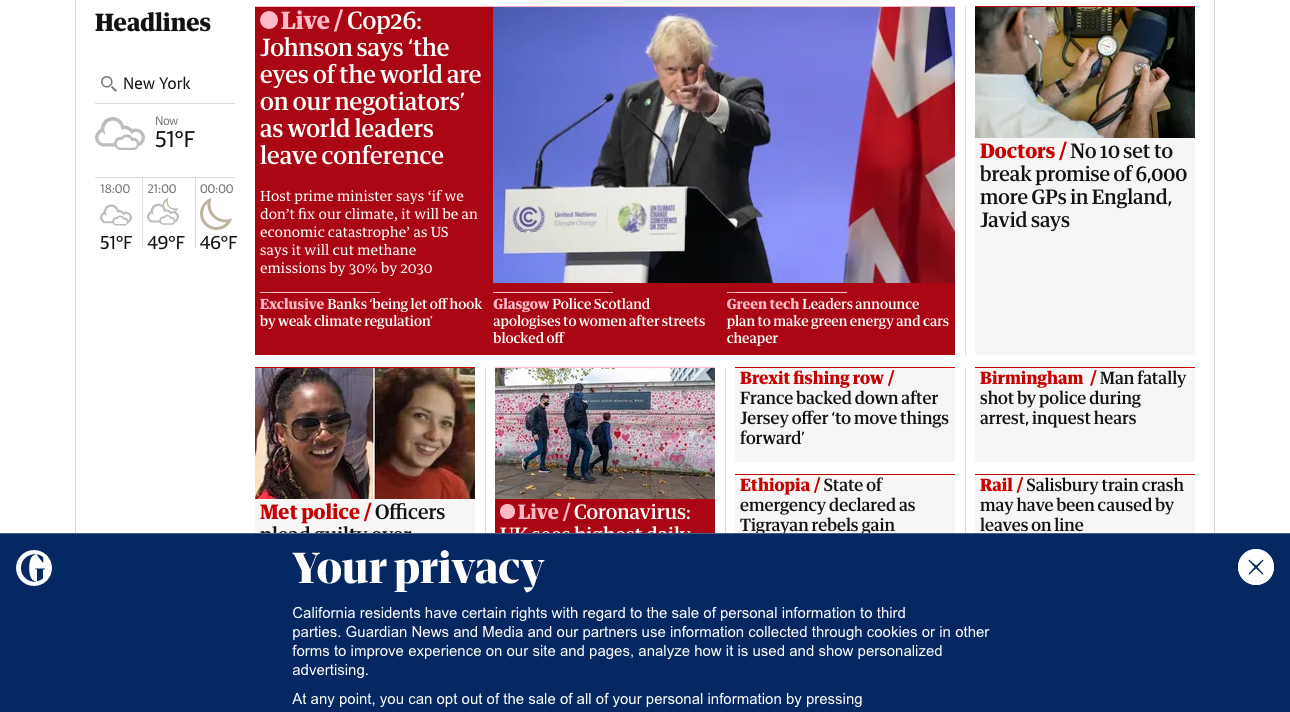 Headlines
New York
Now
51°F
18:00
21:00
00:00
51°F
49°F
46°F
Live / Cop26:
Johnson says ‘the
eyes of the world are
on our negotiators’
as world leaders
leave conference
Host prime minister says ‘if we
don’t fix our climate, it will be an
economic catastrophe’ as US
says it will cut methane
emissions by 30% by 2030
United Nations
Climate Change
UN CLIMATE
CHANGE
CONFERENCE
UK 2021
Exclusive Banks ‘being let off hook
by weak climate regulation’
Glasgow Police Scotland
apologises to women after streets
blocked off
Green tech Leaders announce
plan to make green energy and cars
cheaper
Doctors / No 10 set to
break promise of 6,000
more GPs in England,
Javid says
Met police / Officers
plead guilty over
Live / Coronavirus:
UK sees highest daily
Brexit fishing row /
France backed down after
Jersey offer ‘to move things
forward’
Ethiopia / State of
emergency declared as
Tigrayan rebels gain
Birmingham / Man fatally
shot by police during
arrest, inquest hears
Rail / Salisbury train crash
may have been caused by
leaves on line
G
Your privacy
California residents have certain rights with regard to the sale of personal information to third
parties. Guardian News and Media and our partners use information collected through cookies or in other
forms to improve experience on our site and pages, analyze how it is used and show personalized
advertising.
At any point, you can opt out of the sale of all of your personal information by pressing